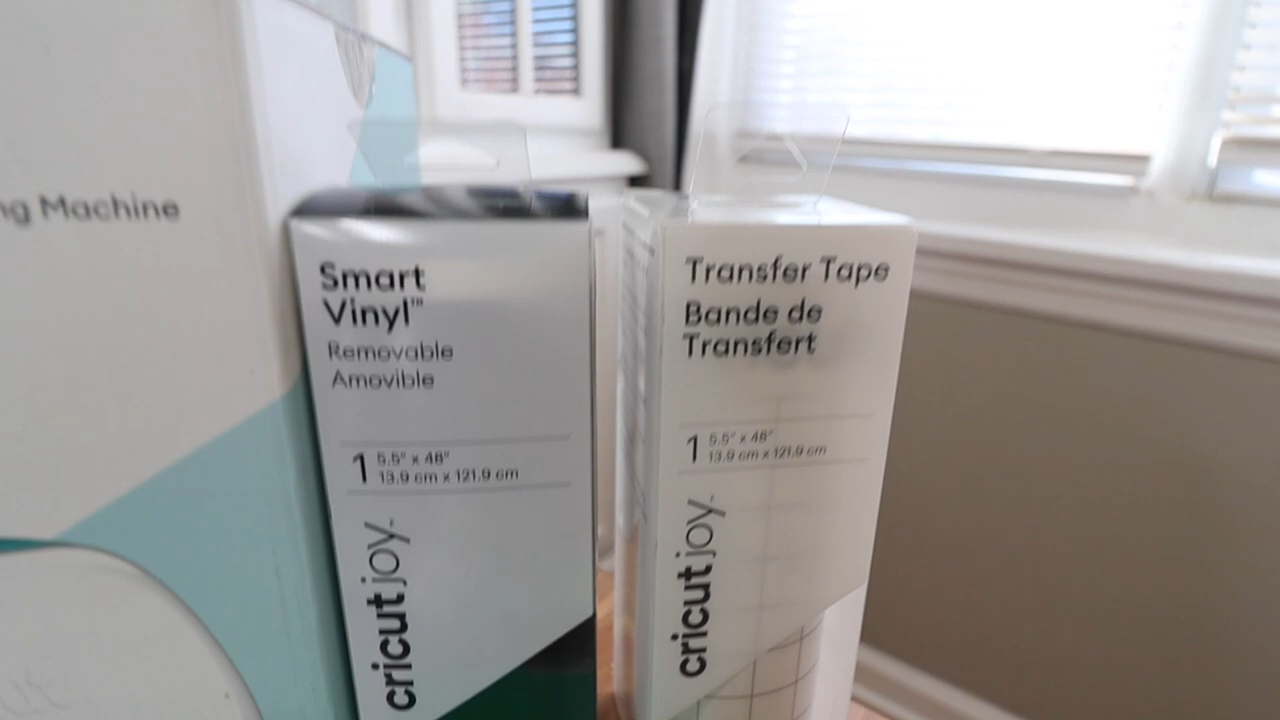 ng Machine
Smart
Vinyl™
Removable
Amovible
1 5.5" x 48"
13.9 cm x 121.9 cm
cricut joy.
Transfer Tape
Bande de
Transfert
1 5.5" x 48"
13.9 cm x 121.9 cm
cricut joy.